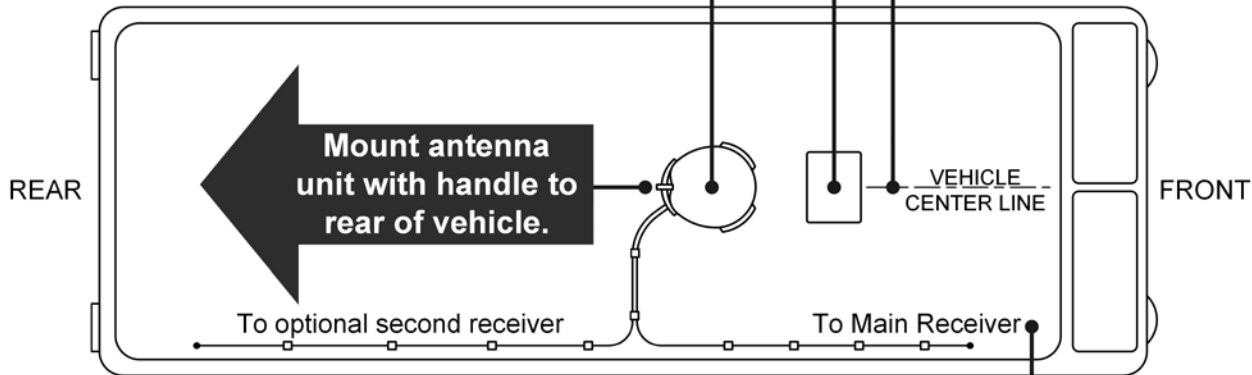 Mount antenna
unit with handle to
rear of vehicle.
REAR
VEHICLE
CENTER LINE
FRONT
To optional second receiver
To Main Receiver